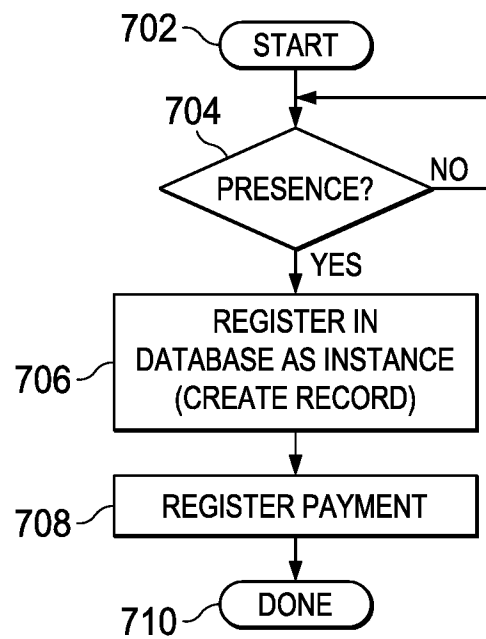 702
START
704
PRESENCE?
NO
YES
REGISTER IN
DATABASE AS INSTANCE
(CREATE RECORD)
706
REGISTER PAYMENT
708
DONE
710